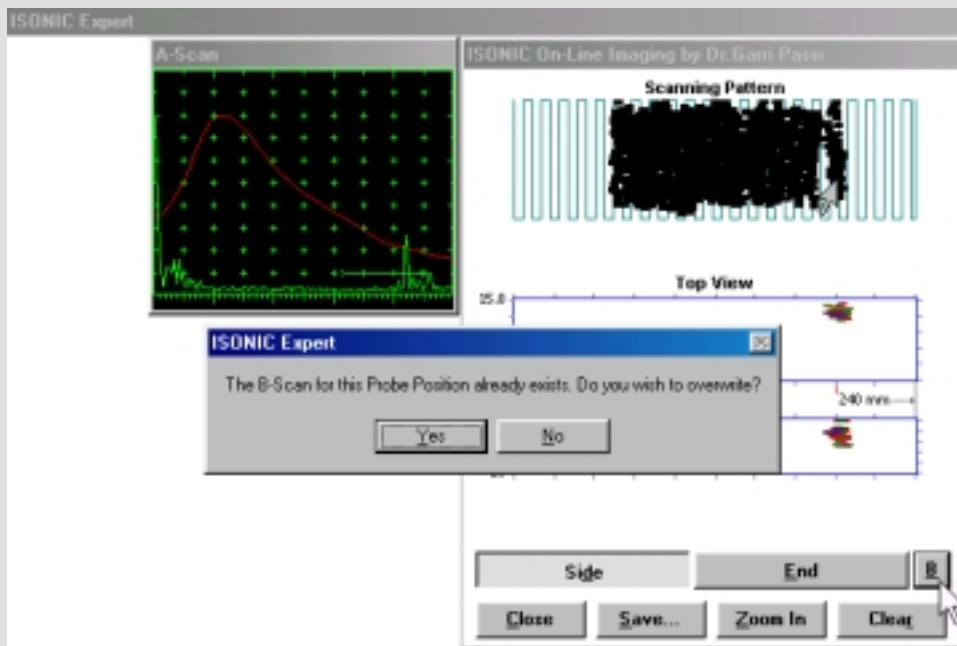 ISONIC Expert
A-Scan
ISONIC On-Line Imaging by Dr.Garri Passi
Scanning Pattern
Top View
15.0
ISONIC Expert
The B-Scan for this Probe Position already exists. Do you wish to overwrite?
240 mm
Yes
No
Side
End
B
Close
Save...
Zoom In
Clear